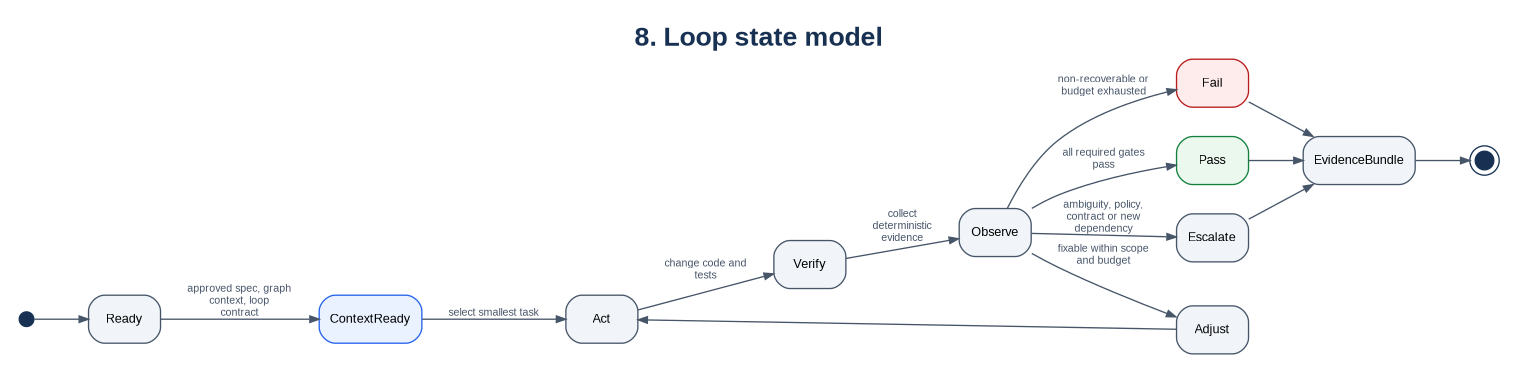 8. Loop state model
non-recoverable or
budget exhausted
Fail
all required gates
pass
Pass
EvidenceBundle
ambiguity, policy,
contract or new
dependency
Escalate
collect
deterministic
evidence
Observe
fixable within scope
and budget
change code and
tests
Verify
approved spec, graph
context, loop
contract
Ready
ContextReady
select smallest task
Act
Adjust